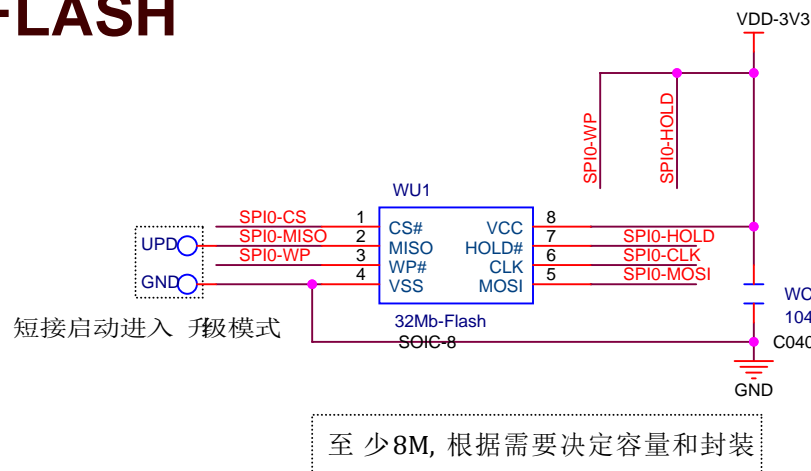 FLASH
VDD-3V3
SPI0-WP
SPI0-HOLD
WU1
SPI0-CS 1 CS# VCC 8
UPD SPI0-MISO 2 MISO HOLD# 7 SPI0-HOLD
SPI0-WP 3 WP# CLK 6 SPI0-CLK
GND 4 VSS MOSI 5 SPI0-MOSI
WC
104
C040
短接启动进入 升级模式
32Mb-Flash
SOIC-8
GND
至 少8M, 根据需要决定容量和封装